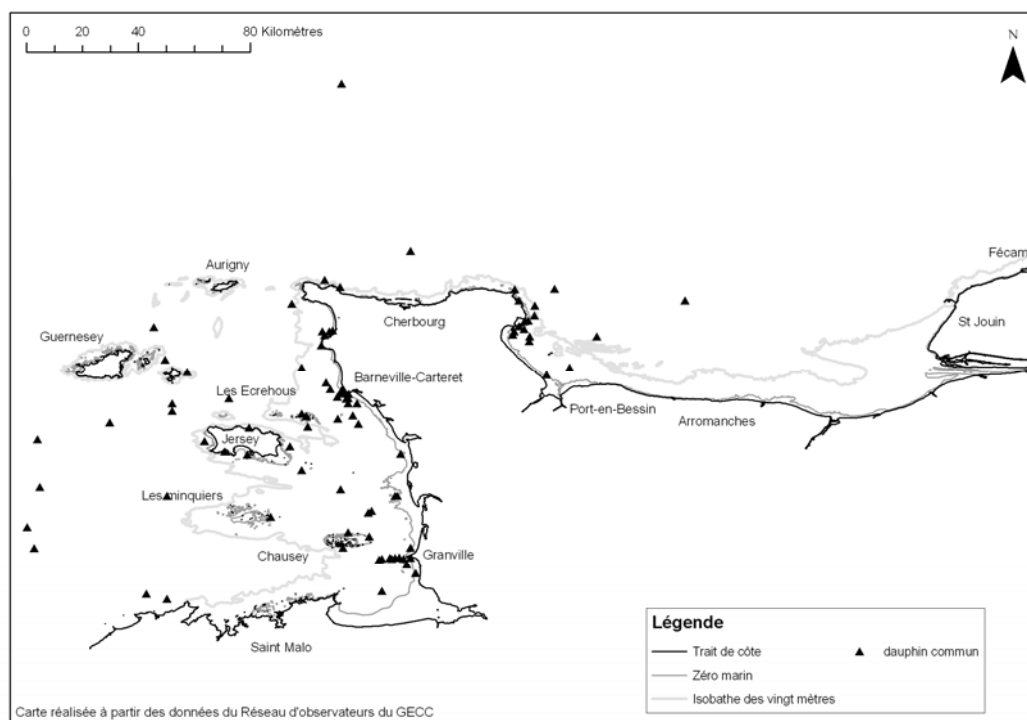 0 20 40 80 Kilomètres
N
Fécam
Aurigny
St Jouin
Cherbourg
Guernesey
Barneville-Carteret
Les Ecrehous
Port-en-Bessin
Arromanches
Jersey
Les minquiers
Chausey
Granville
Saint Malo
Légende
Trait de côte
dauphin commun
Zéro marin
Isobathe des vingt mètres
Carte réalisée à partir des données du Réseau d'observateurs du GECC